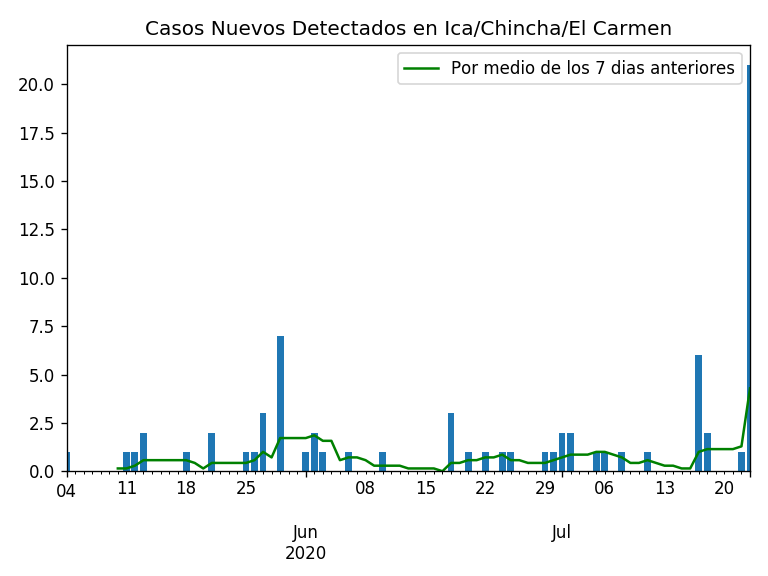 Casos Nuevos Detectados en Ica/Chincha/El Carmen
Por medio de los 7 dias anteriores
20.0
17.5
15.0
12.5
10.0
7.5
5.0
2.5
0.0
04 11 18 25 08 15 22 29 06 13 20
Jun Jul
2020